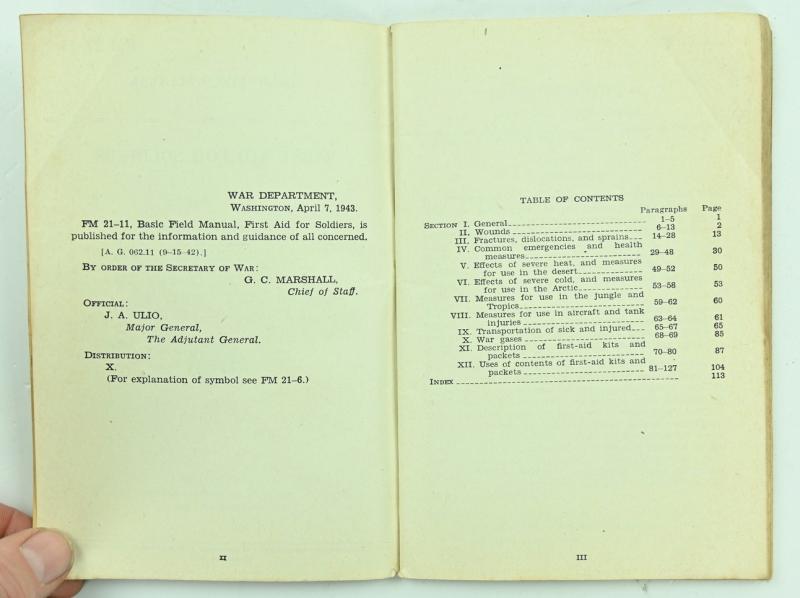 WAR DEPARTMENT,
WASHINGTON, April 7, 1943.
FM 21-11, Basic Field Manual, First Aid for Soldiers, is
published for the information and guidance of all concerned.
[A. G. 062.11 (9-15-42).]
BY ORDER OF THE SECRETARY OF WAR:
G. C. MARSHALL,
Chief of Staff.
OFFICIAL:
J. A. ULIO,
Major General,
The Adjutant General.
DISTRIBUTION:
X.
(For explanation of symbol see FM 21-6.)
II
TABLE OF CONTENTS
Paragraphs Page
SECTION I. General 1-5 1
II. Wounds 6-13 2
III. Fractures, dislocations, and sprains 14-28 13
IV. Common emergencies and health
measures 29-48 30
V. Effects of severe heat, and measures
for use in the desert 49-52 50
VI. Effects of severe cold, and measures
for use in the Arctic 53-58 53
VII. Measures for use in the jungle and
Tropics 59-62 60
VIII. Measures for use in aircraft and tank
injuries 63-64 61
IX. Transportation of sick and injured 65-67 65
X. War gases 68-69 85
XI. Description of first-aid kits and
packets 70-80 87
XII. Uses of contents of first-aid kits and
packets 81-127 104
INDEX 113
III